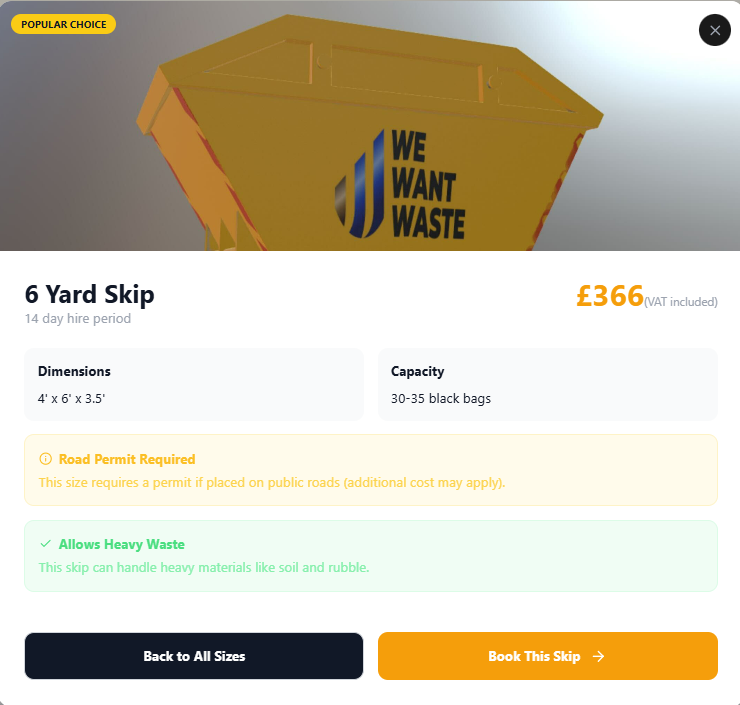 POPULAR CHOICE
WE
WANT
WASTE
6 Yard Skip
£366(VAT included)
14 day hire period
Dimensions
4' x 6' x 3.5'
Capacity
30-35 black bags
Road Permit Required
This size requires a permit if placed on public roads (additional cost may apply).
Allows Heavy Waste
This skip can handle heavy materials like soil and rubble.
Back to All Sizes
Book This Skip →